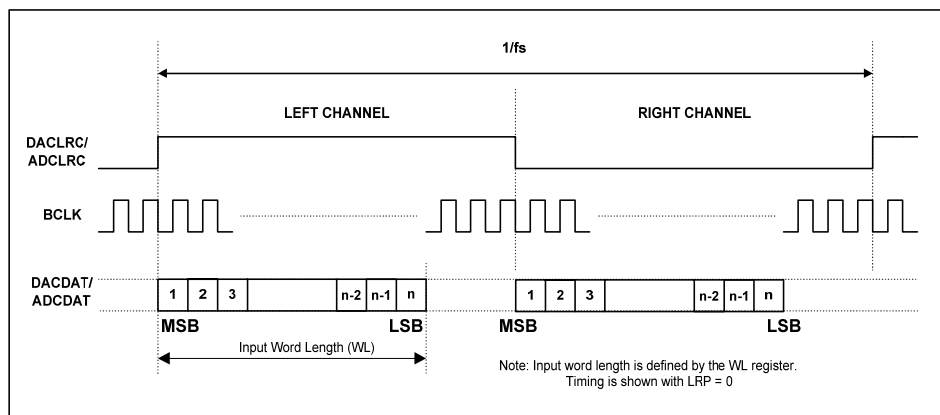 1/fs
LEFT CHANNEL
RIGHT CHANNEL
DACLRC/
ADCLRC
BCLK
DACDAT/
ADCDAT
1 2 3 n-2 n-1 n
1 2 3 n-2 n-1 n
MSB LSB MSB LSB
Input Word Length (WL)
Note: Input word length is defined by the WL register.
Timing is shown with LRP = 0